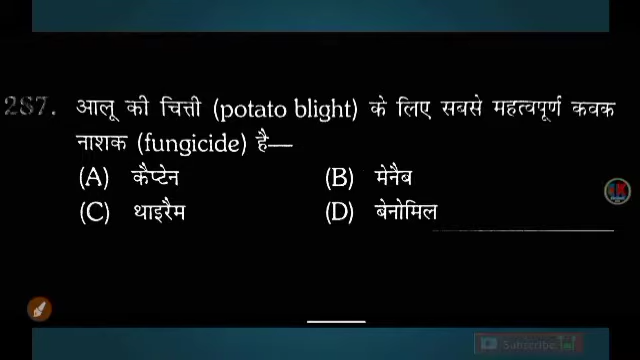 287. आलू की चित्ती (potato blight) के लिए सबसे महत्वपूर्ण कवक
नाशक (fungicide) है—
(A) कैप्टेन (B) मेनैब
(C) थाइरैम (D) बेनोमिल
Subscribe